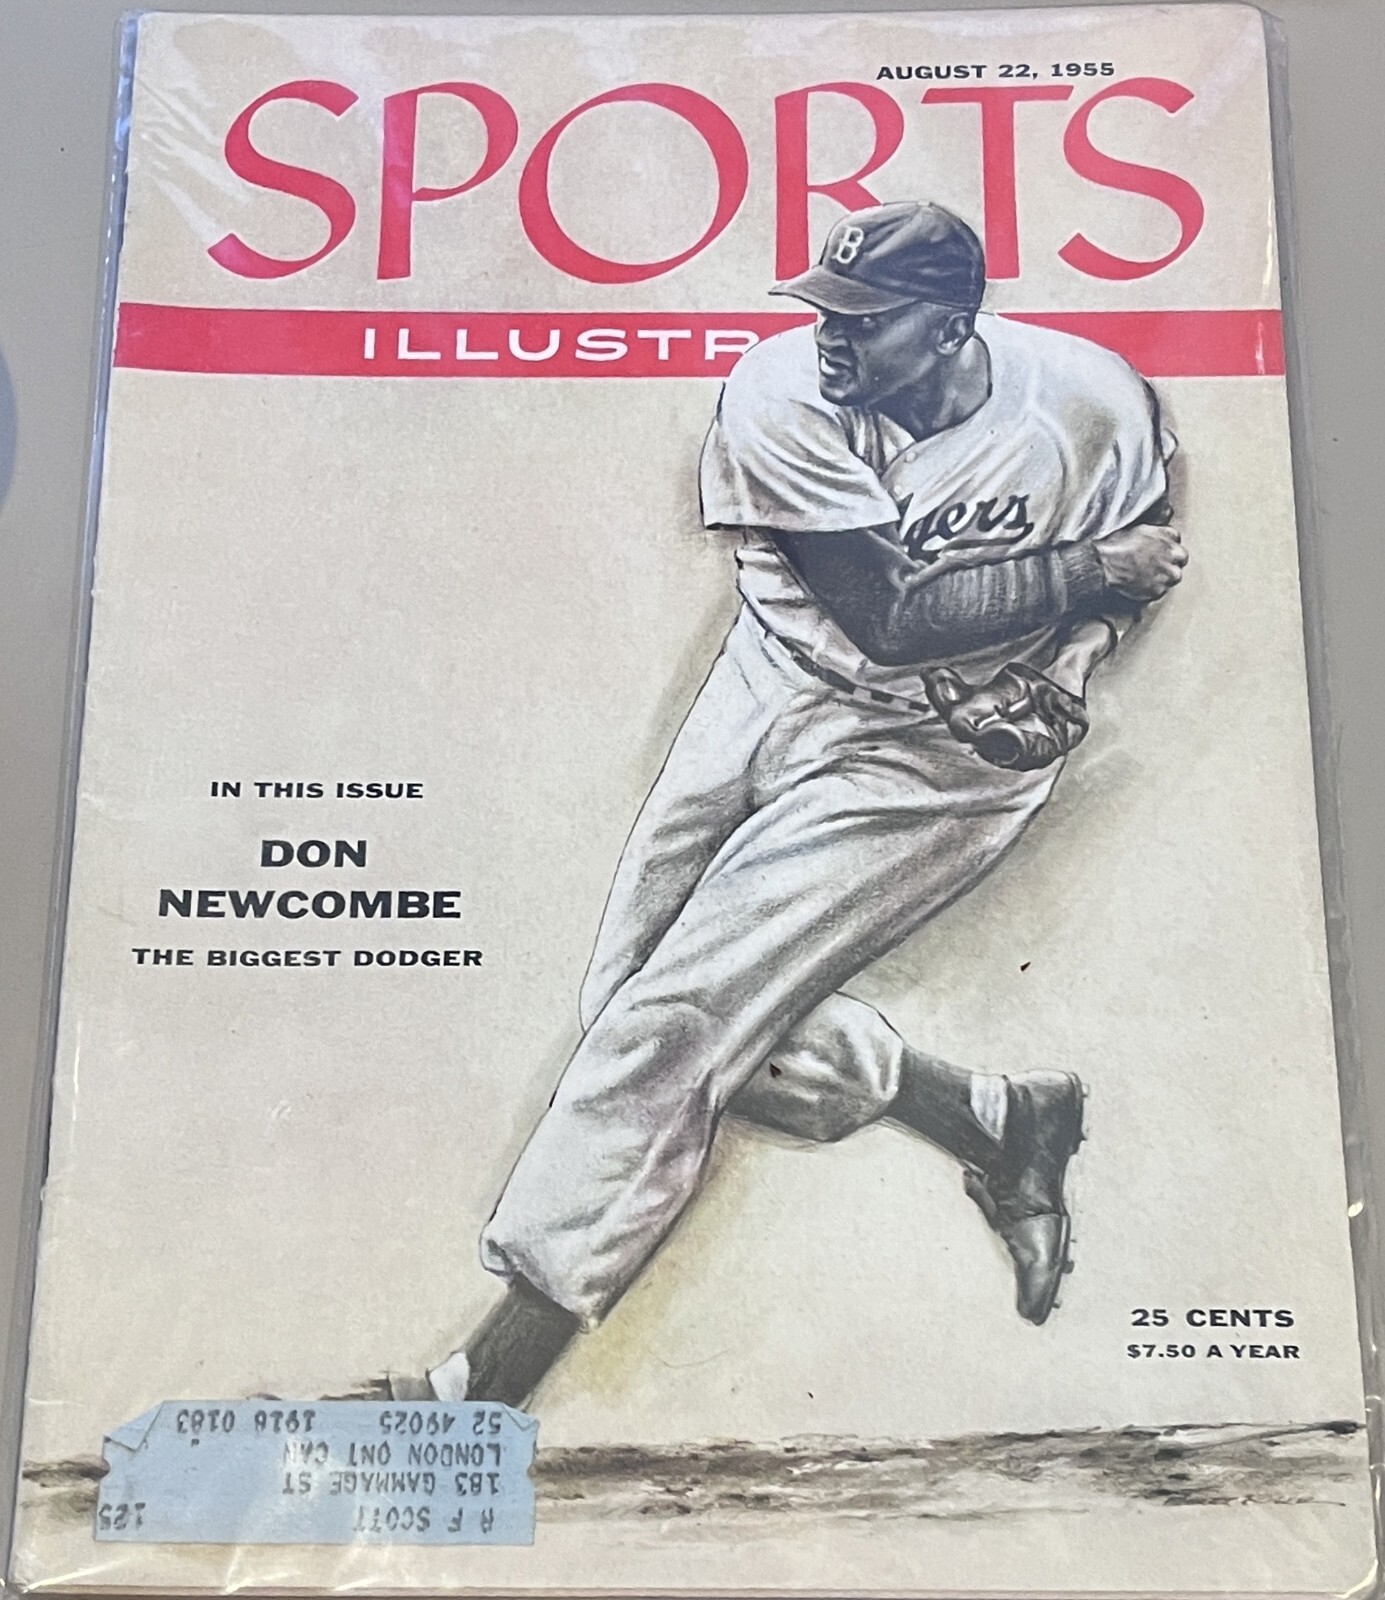 AUGUST 22, 1955
SPORTS
ILLUSTR
B
gers
IN THIS ISSUE
DON
NEWCOMBE
THE BIGGEST DODGER
25 CENTS
$7.50 A YEAR
R F SCOTT 125
183 GAMMAGE ST
LONDON ONT CAN
52 49025 1918 0183